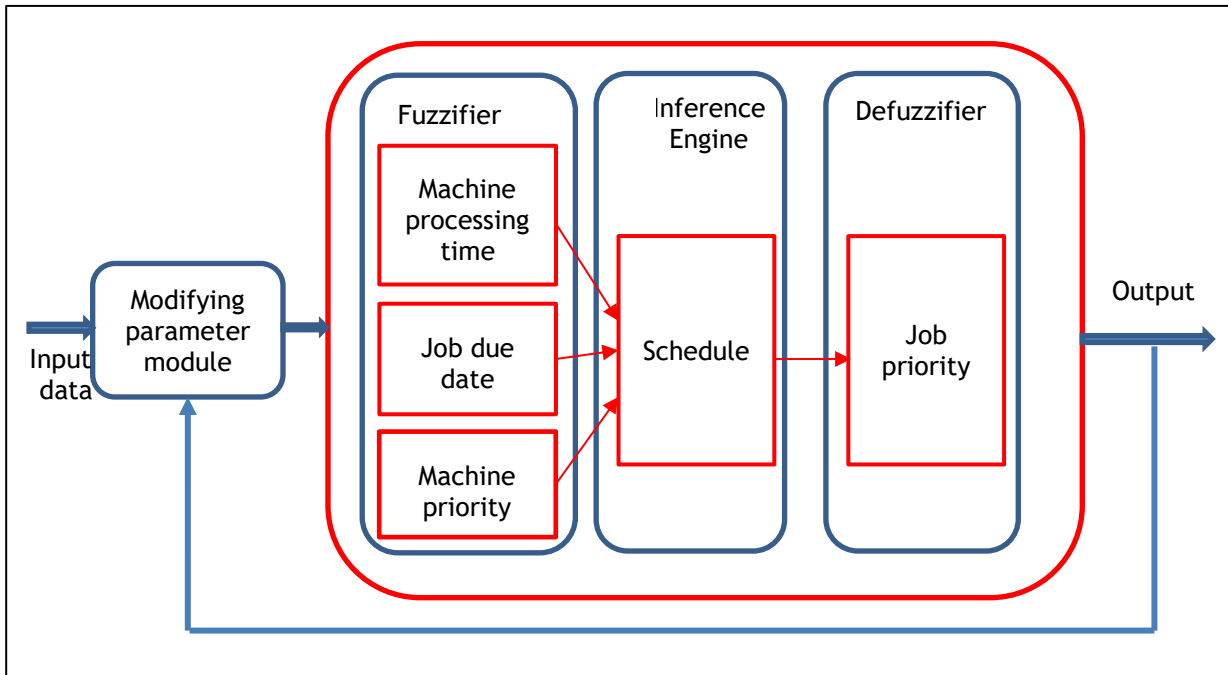 Input
data
Modifying
parameter
module
Fuzzifier
Machine
processing
time
Job due
date
Machine
priority
Inference
Engine
Schedule
Defuzzifier
Job
priority
Output